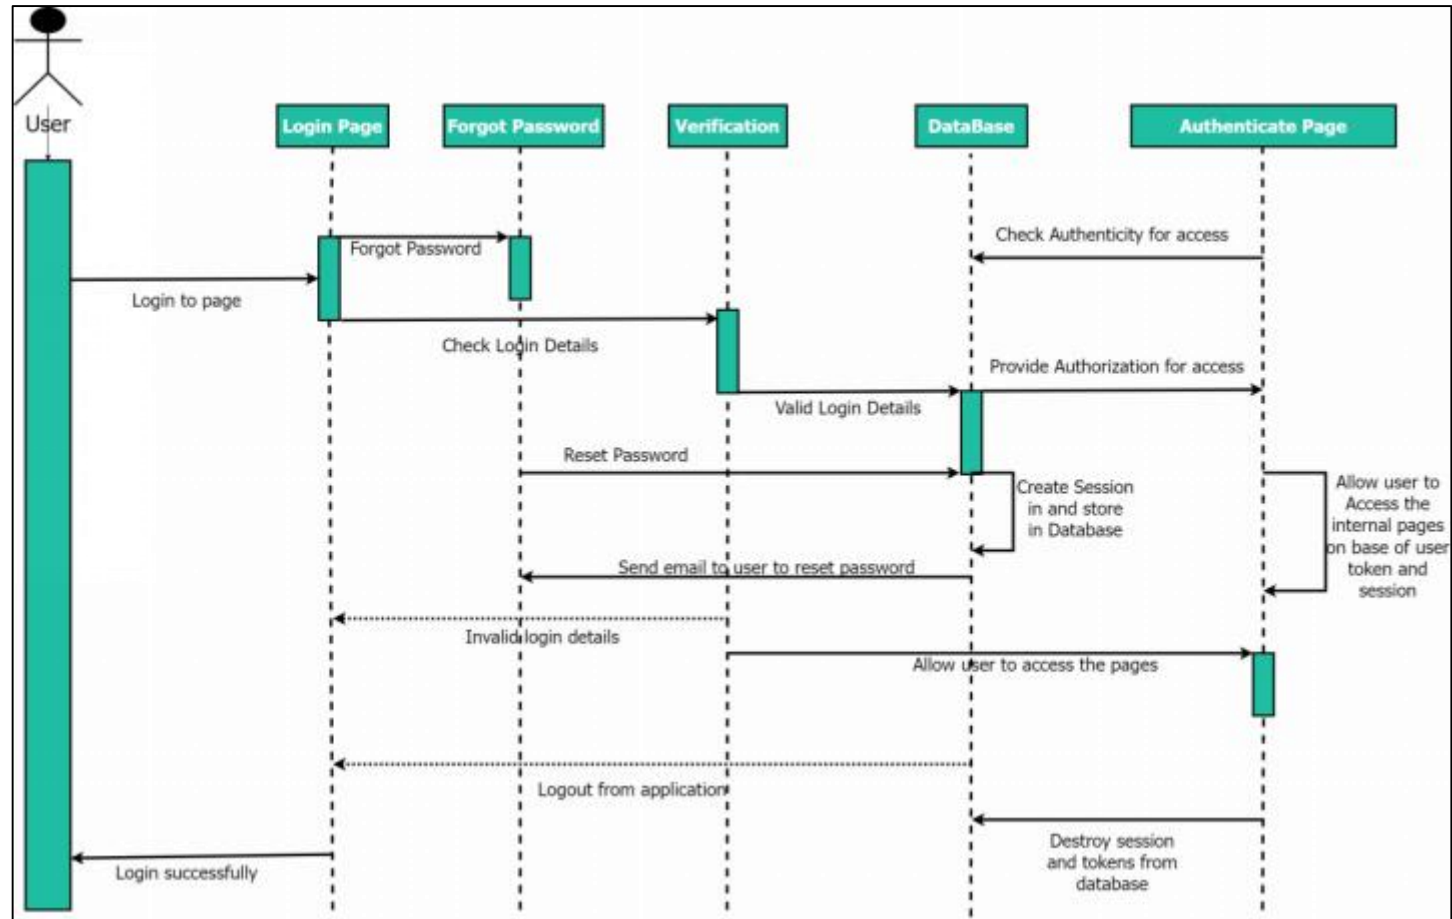 User
Login Page
Forgot Password
Verification
DataBase
Authenticate Page
Forgot Password
Check Authenticity for access
Login to page
Check Login Details
Provide Authorization for access
Valid Login Details
Reset Password
Create Session
in and store
in Database
Allow user to
Access the
internal pages
on base of user
token and
session
Send email to user to reset password
Invalid login details
Allow user to access the pages
Logout from application
Destroy session
and tokens from
database
Login successfully